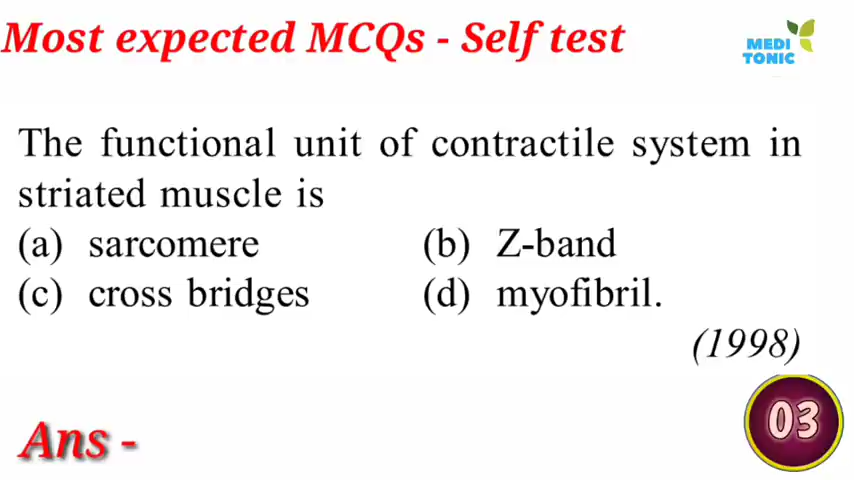 Most expected MCQs - Self test
MEDI
TONIC
The functional unit of contractile system in
striated muscle is
(a) sarcomere (b) Z-band
(c) cross bridges (d) myofibril.
(1998)
03
Ans -